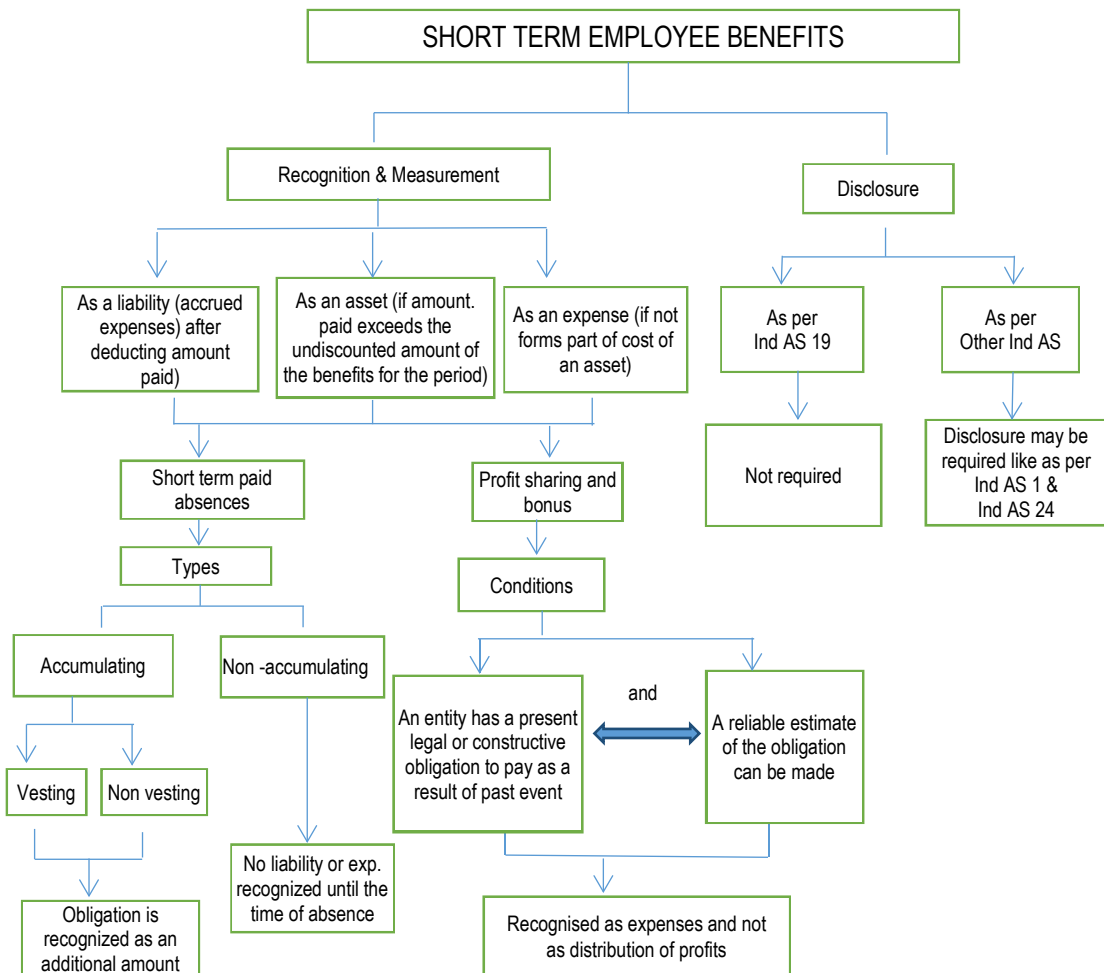 SHORT TERM EMPLOYEE BENEFITS
Recognition & Measurement
Disclosure
As a liability (accrued
expenses) after
deducting amount
paid)
As an asset (if amount.
paid exceeds the
undiscounted amount of
the benefits for the period)
As an expense (if not
forms part of cost of
an asset)
As per
Ind AS 19
As per
Other Ind AS
Short term paid
absences
Profit sharing and
bonus
Not required
Disclosure may be
required like as per
Ind AS 1 &
Ind AS 24
Types
Conditions
Accumulating
Non -accumulating
An entity has a present
legal or constructive
obligation to pay as a
result of past event
and
A reliable estimate
of the obligation
can be made
Vesting
Non vesting
No liability or exp.
recognized until the
time of absence
Obligation is
recognized as an
additional amount
Recognised as expenses and not
as distribution of profits